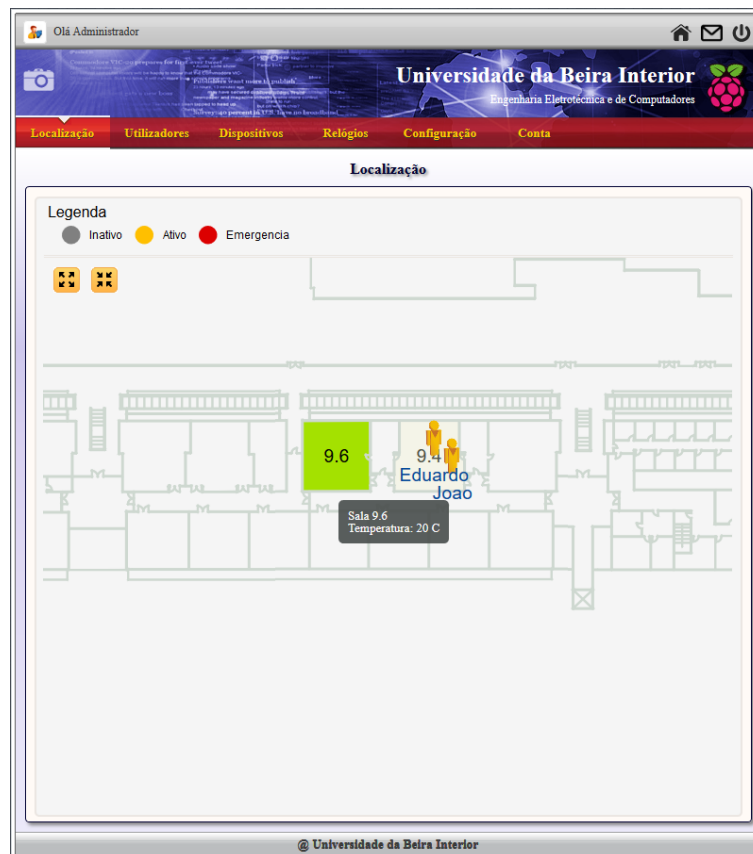 Olá Administrador
Universidade da Beira Interior
Engenharia Eletrotécnica e de Computadores
Localização Utilizadores Dispositivos Relógios Configuração Conta
Localização
Legenda
Inativo Ativo Emergencia
9.6
9.4
Eduardo
Joao
Sala 9.6
Temperatura: 20 C
@ Universidade da Beira Interior